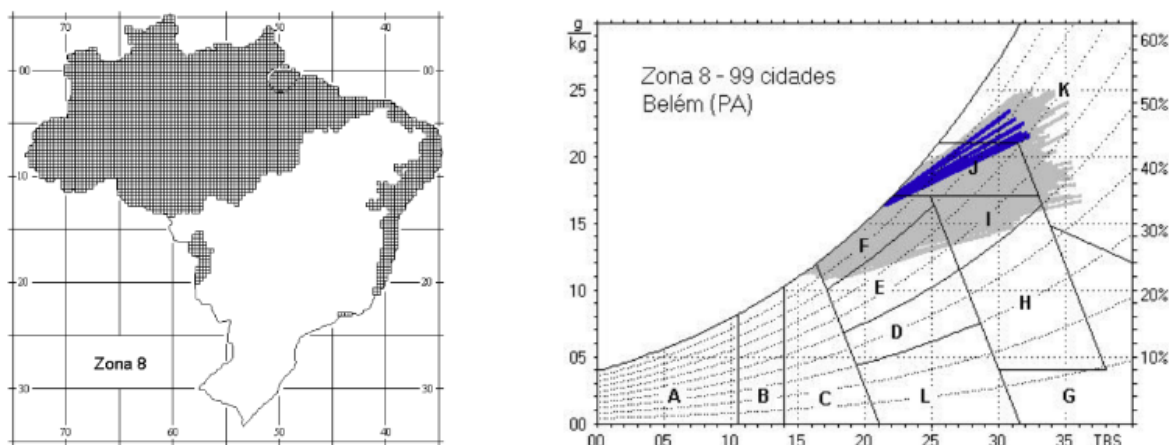 70 60 50 40
00 00
10 10
20 20
Zona 8
30 30
70 60 50 40
g
kg
60%
Zona 8 - 99 cidades
Belém (PA)
25 K
50%
20 40%
J
15 I 30%
F
E
10 H 20%
D
05 10%
A B C L G
00
00 05 10 15 20 25 30 35 TBS